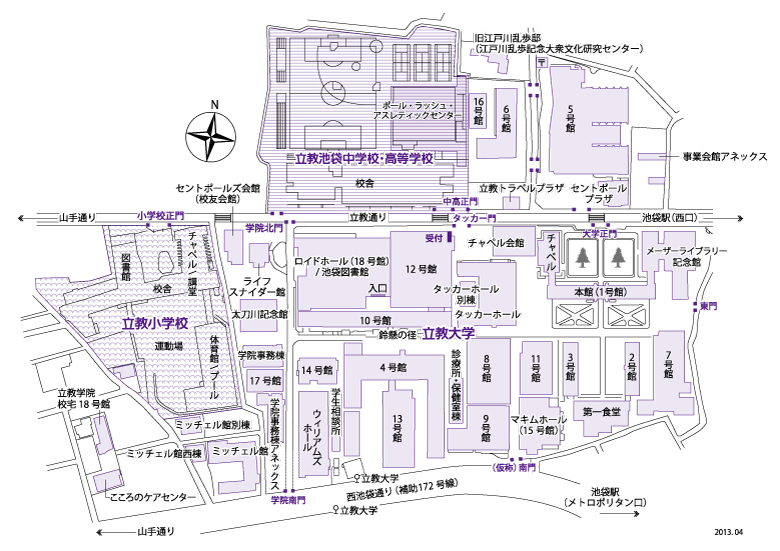 旧江戸川乱歩邸
(江戸川乱歩記念大衆文化研究センター)
〒
ポール・ラッシュ・
アスレティックセンター
16
号
館
6
号
館
5
号
館
N
立教池袋中学校・高等学校
事業会館アネックス
校舎
セントポールズ会館
(校友会館)
立教トラベルプラザ
セントポール
プラザ
中高正門
山手通り
小学校正門
学院北門
立教通り
タッカー門
池袋駅(西口)
大学正門
受付
チャペル会館
チャペル
メーザーライブラリー
記念館
図書館
チャペル/講堂
校舎
ロイドホール(18号館)
/池袋図書館
12号館
ライフ
スナイダー館
入口
タッカーホール
別棟
本館(1号館)
東門
太刀川記念館
タッカーホール
立教小学校
10号館
鈴懸の径
立教大学
運動場
体育館/プール
学院事務棟
14号館
4号館
診療所・保健室棟
8
号
館
11
号
館
3
号
館
2
号
館
7
号
館
17号館
立教学院
校宅18号館
学院事務棟アネックス
ウィリアムズ
ホール
学生相談所
13
号
館
9
号
館
マキムホール
(15号館)
第一食堂
ミッチェル館別棟
ミッチェル館西棟
ミッチェル館
(仮称)南門
立教大学
こころのケアセンター
学院南門
西池袋通り(補助172号線)
池袋駅
(メトロポリタン口)
立教大学
山手通り
2013.04